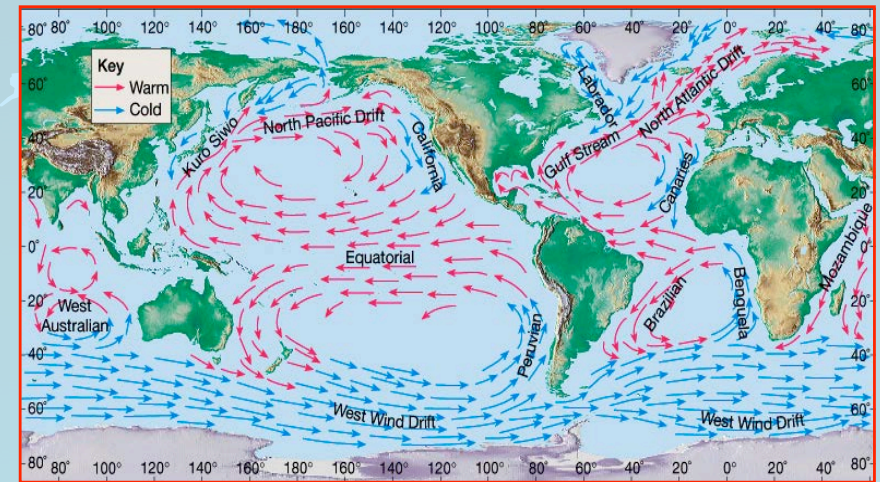 80° 80° 100° 120° 140° 160° 180° 160° 140° 120° 100° 80° 60° 40° 20° 0° 20° 40° 80°
Key
Warm
Cold
60° 60°
Labrador
North Atlantic Drift
North Pacific Drift
Kuro Siwo
California
Gulf Stream
40° 40°
Canaries
20° 20°
Mozambique
0° 0°
Equatorial
20° 20°
West
Australian
Peruvian
Brazilian
Benguela
40° 40°
60° 60°
West Wind Drift
West Wind Drift
80° 80° 100° 120° 140° 160° 180° 160° 140° 120° 100° 80° 60° 40° 20° 0° 20° 40° 80°